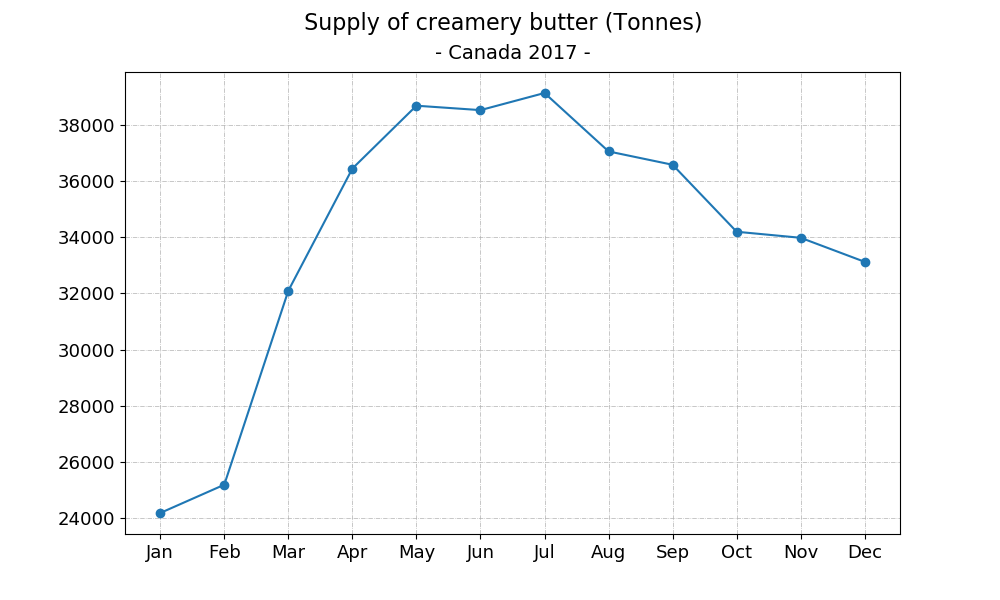 Supply of creamery butter (Tonnes)
- Canada 2017 -
38000
36000
34000
32000
30000
28000
26000
24000
Jan Feb Mar Apr May Jun Jul Aug Sep Oct Nov Dec